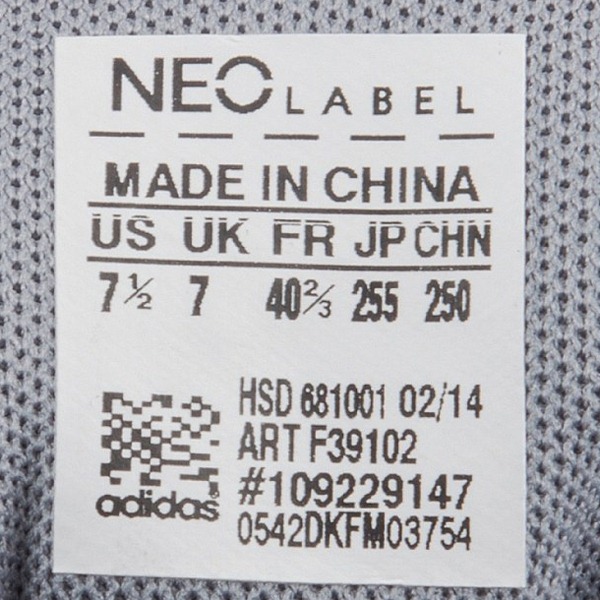 NEO LABEL
MADE IN CHINA
US UK FR JP CHN
7½ 7 40⅔ 255 250
HSD 681001 02/14
ART F39102
#109229147
adidas
0542DKFM03754